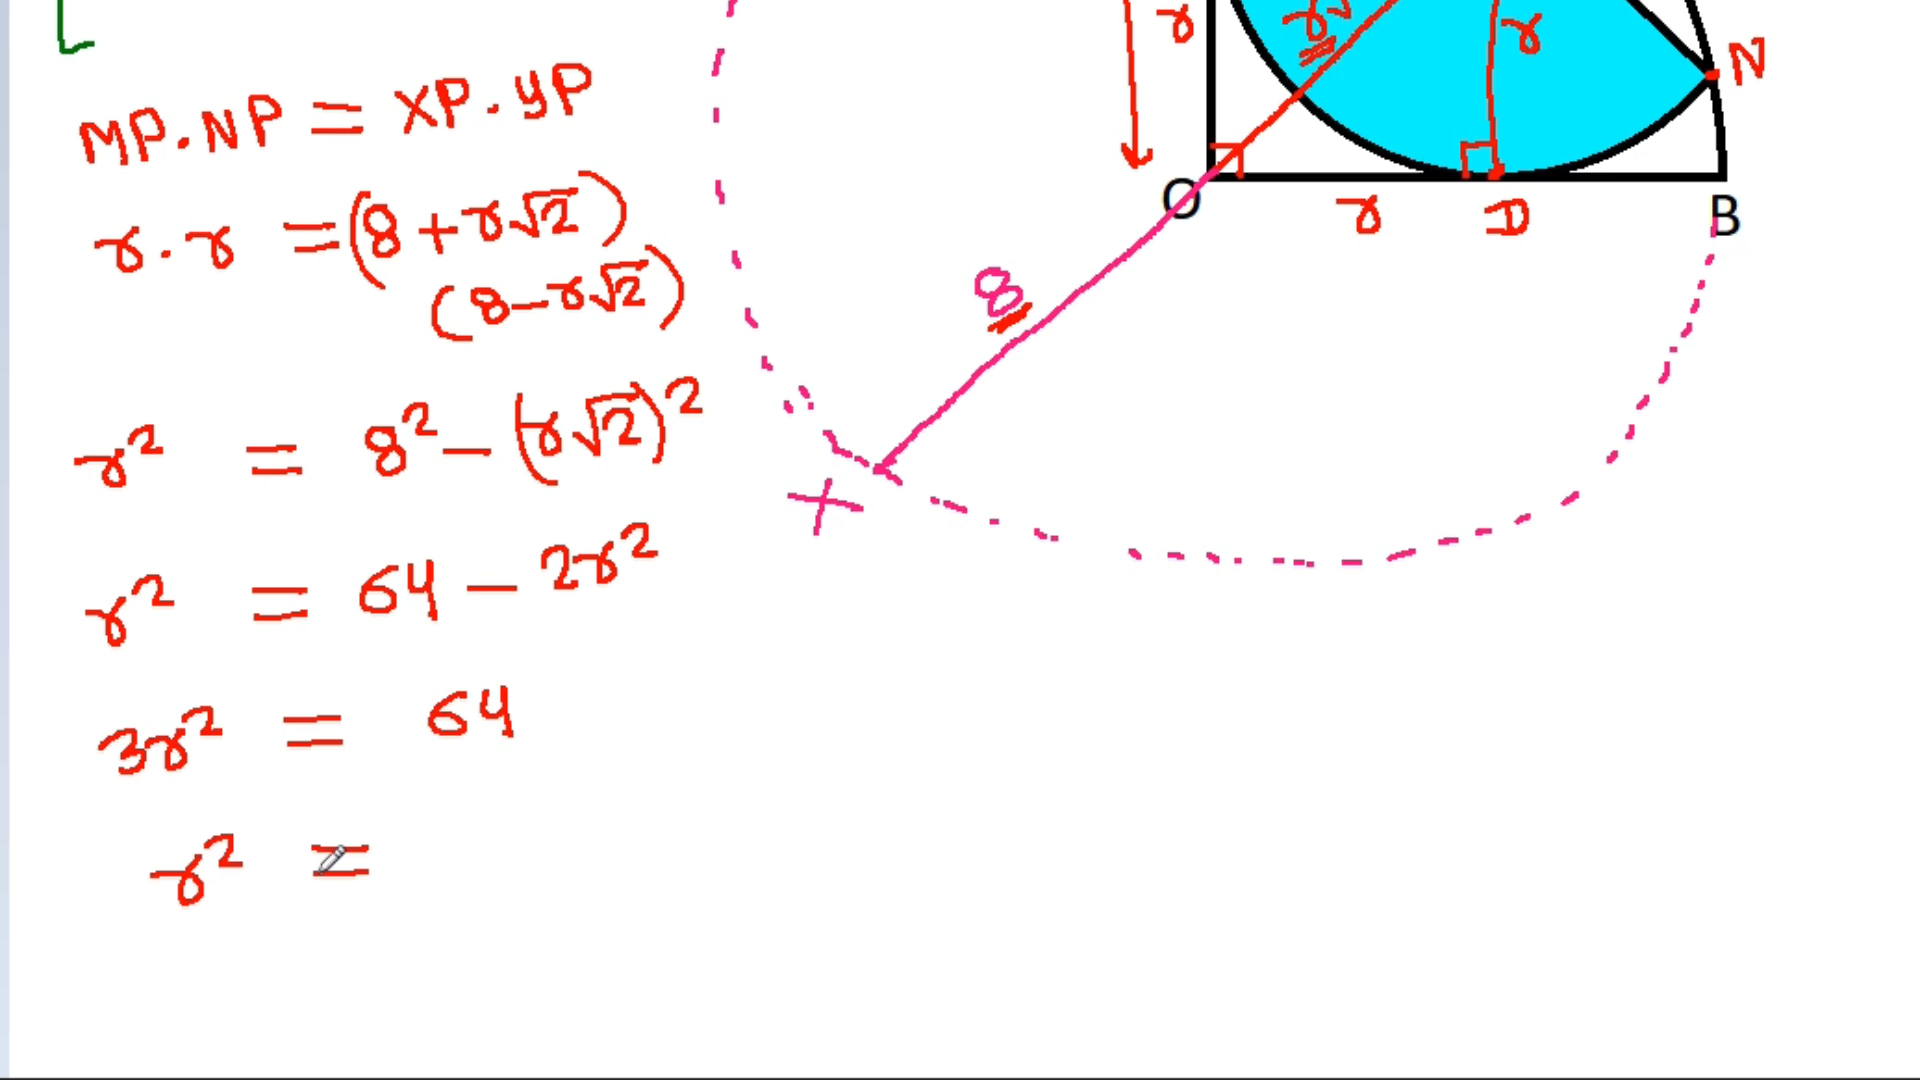 r r√ r N
MP.NP = XP.YP
O r D B
r.r = (8+r√2)
(8-r√2)
8
r² = 8² - (r√2)²
X
r² = 64 - 2r²
3r² = 64
r² =